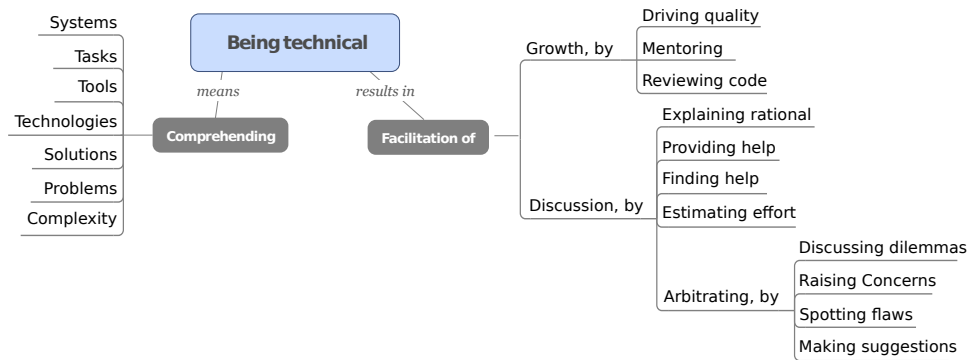 Being technical
means
Comprehending
Systems
Tasks
Tools
Technologies
Solutions
Problems
Complexity
results in
Facilitation of
Growth, by
Driving quality
Mentoring
Reviewing code
Discussion, by
Explaining rational
Providing help
Finding help
Estimating effort
Arbitrating, by
Discussing dilemmas
Raising Concerns
Spotting flaws
Making suggestions